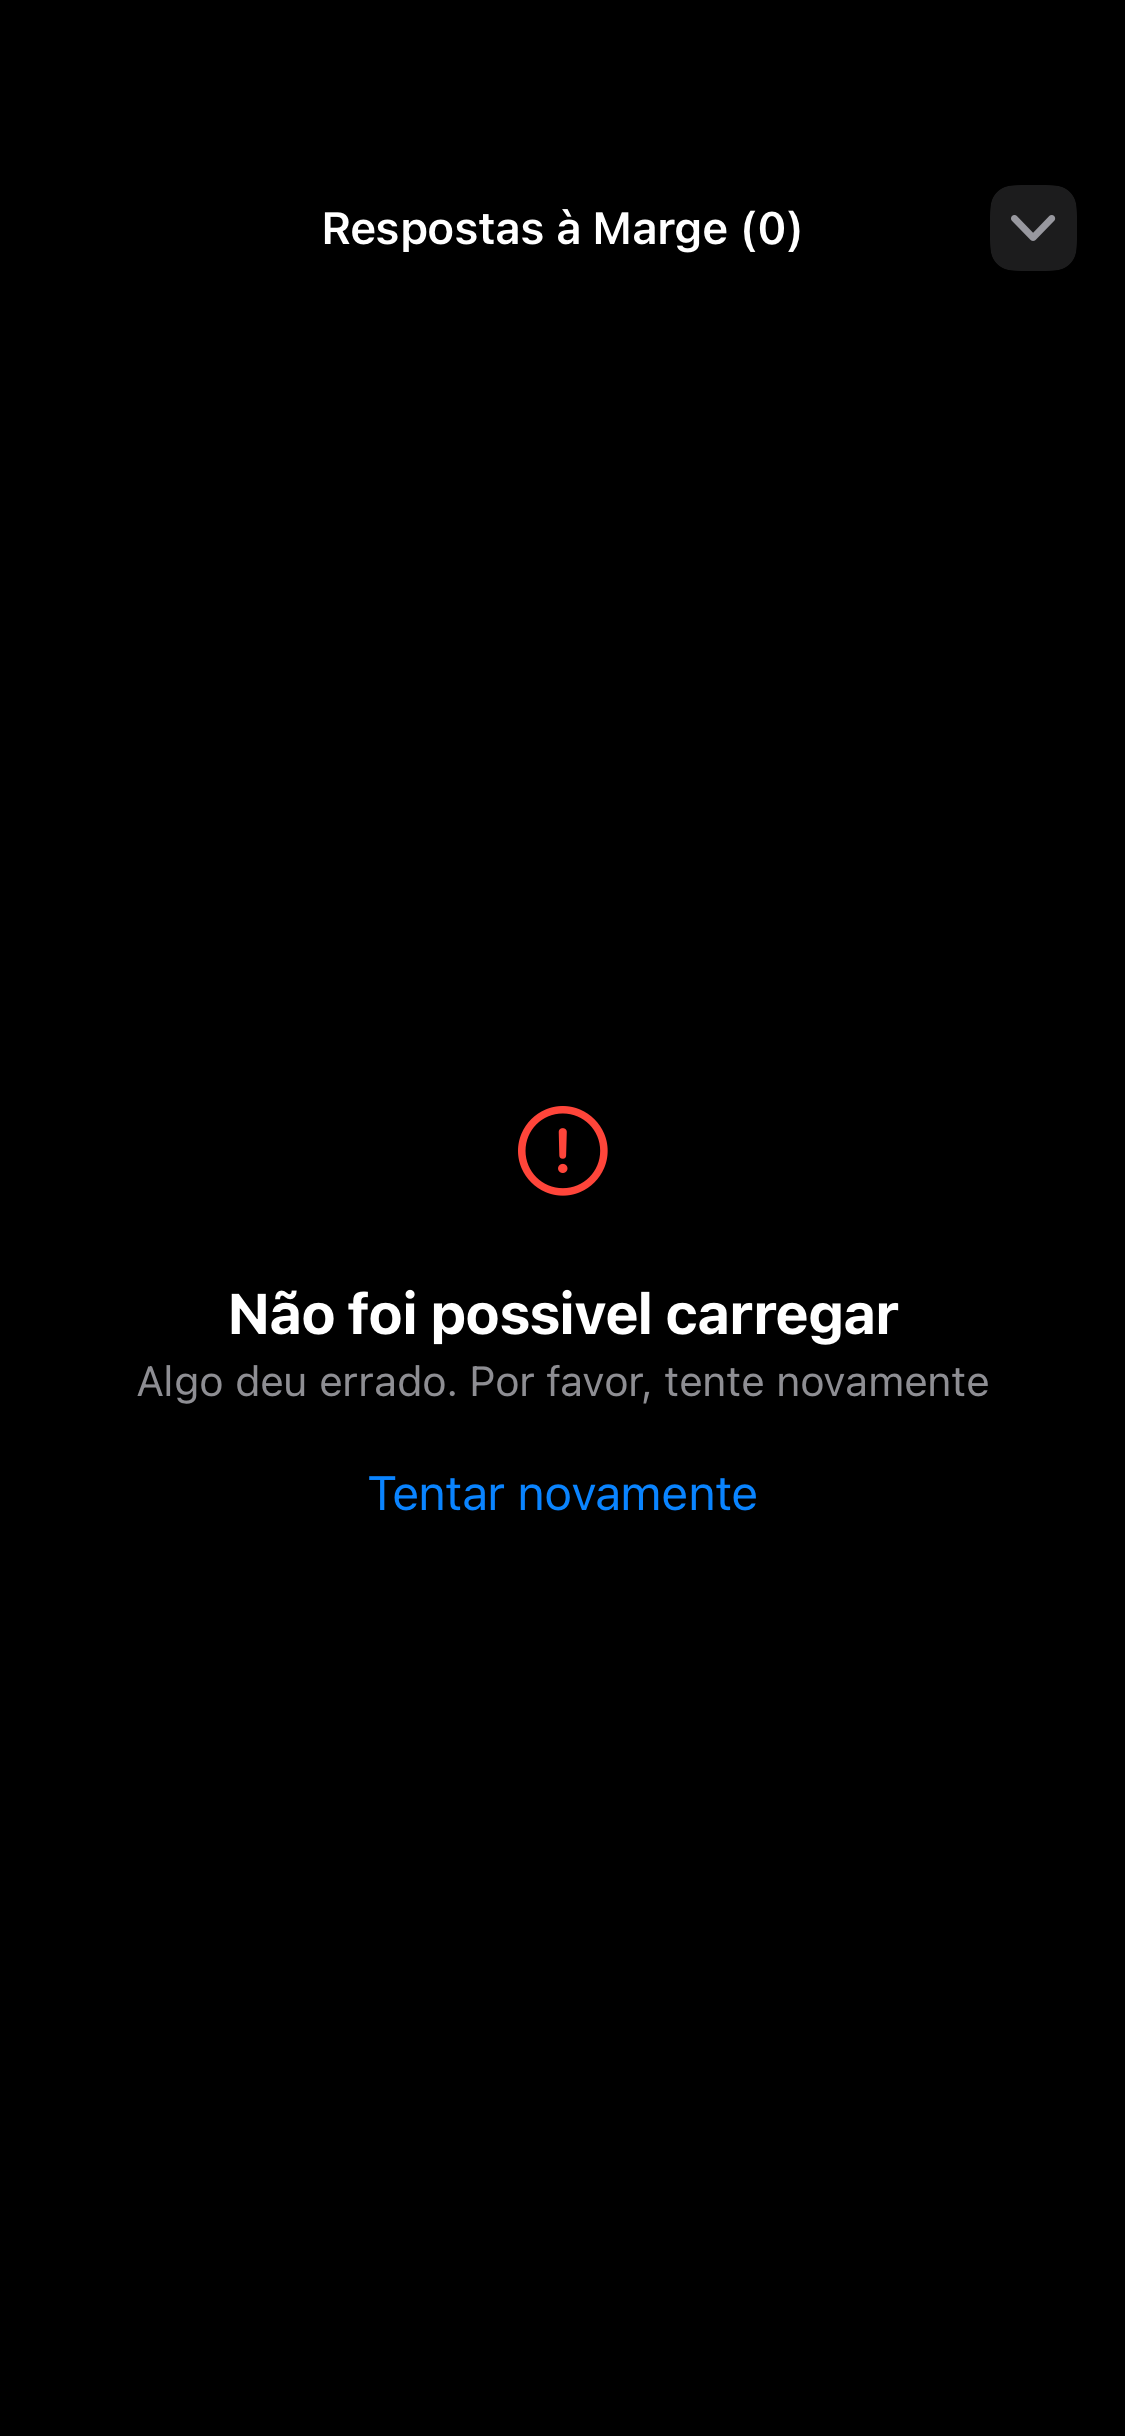 Respostas à Marge (0)
Não foi possivel carregar
Algo deu errado. Por favor, tente novamente
Tentar novamente